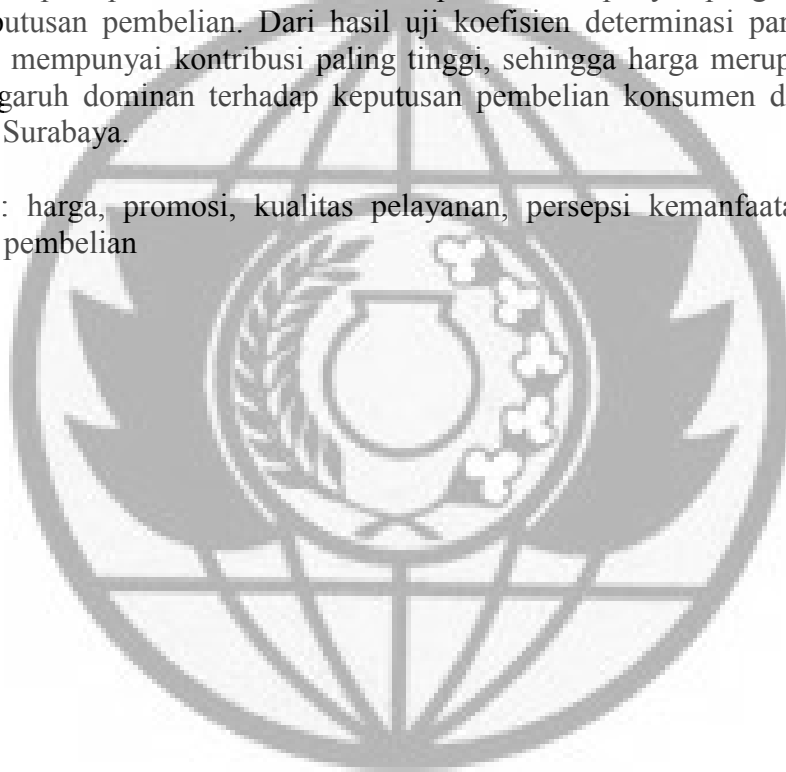 putusan pembelian. Dari hasil uji koefisien determinasi par
mempunyai kontribusi paling tinggi, sehingga harga merup
garuh dominan terhadap keputusan pembelian konsumen d
Surabaya.
: harga, promosi, kualitas pelayanan, persepsi kemanfaata
pembelian